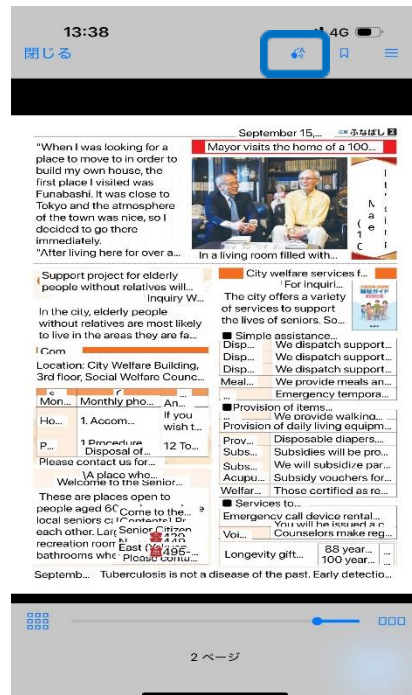 13:38
4G
閉じる
September 15,...
ふなばし 2
"When I was looking for a
place to move to in order to
build my own house, the
first place I visited was
Funabashi. It was close to
Tokyo and the atmosphere
of the town was nice, so I
decided to go there
immediately.
"After living here for over a...
Mayor visits the home of a 100...
In a living room filled with...
Support project for elderly
people without relatives will...
Inquiry W...
In the city, elderly people
without relatives are most likely
to live in the areas they are fa...
Com
Location: City Welfare Building,
3rd floor, Social Welfare Counc...
Mon... Monthly pho... An...
Ho... 1. Accom... If you
wish t...
P... 1 Procedure
Disposal of... 12 To...
Please contact us for...
\A place who...
Welcome to the Senior...
These are places open to
people aged 60 Come to the...
local seniors ca
each other. Lar Senior Citizen
recreation room
bathrooms whe
East
495-...
Please conta...
City welfare services f...
For inquiri...
The city offers a variety
of services to support
the lives of seniors. So...
福祉ガイド
■ Simple assistance...
Disp... We dispatch support...
Disp... We dispatch support...
Disp... We dispatch support...
Meal... We provide meals an...
... Emergency tempora...
■Provision of items...
... We provide walking...
Provision of daily living equipm...
Prov... Disposable diapers,...
Subs... Subsidies will be pro...
Subs... We will subsidize par...
Acupu... Subsidy vouchers for...
Welfar... Those certified as re...
■ Services to...
Emergency call device rental...
You will be issued a c
Voi... Counselors make reg...
Longevity gift... 88 year... ...
100 year... ...
Septemb... Tuberculosis is not a disease of the past. Early detectio...
2 ページ